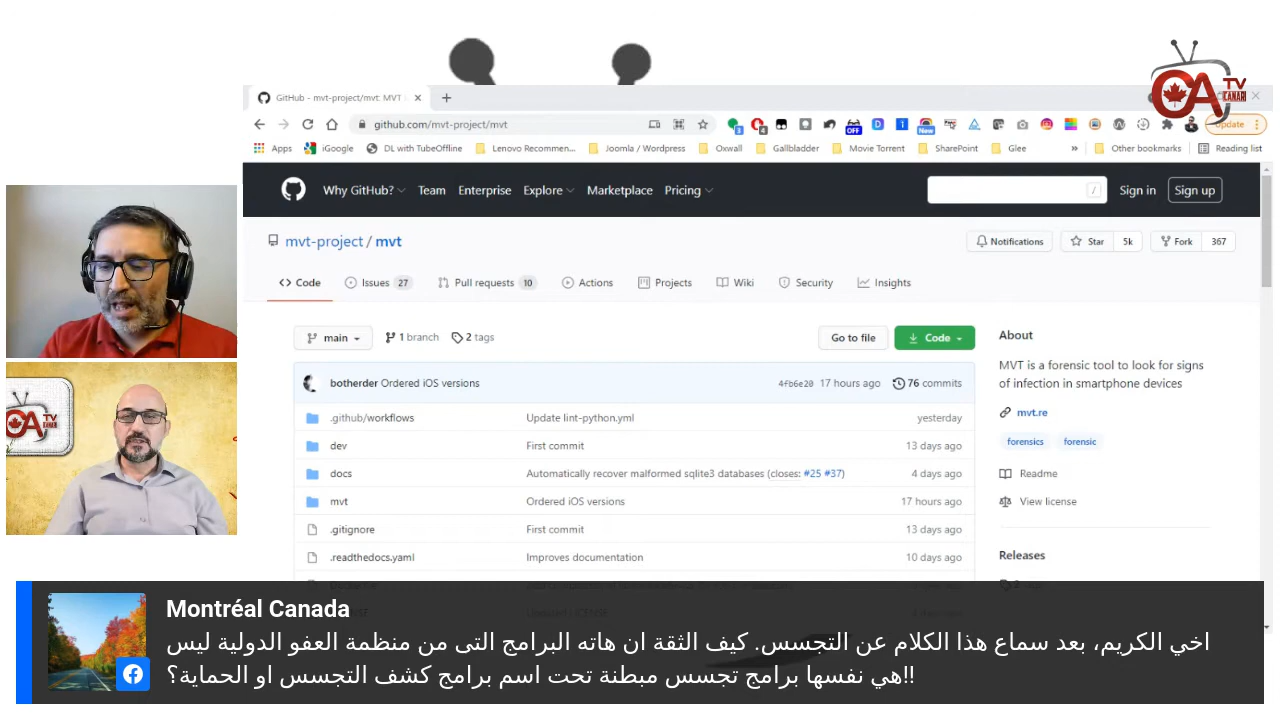 GitHub - mvt-project/mvt: MVT
github.com/mvt-project/mvt
OFF
New
Update
Apps
iGoogle
DL with TubeOffline
Lenovo Recommen...
Joomla / Wordpress
Oxwall
Gallbladder
Movie Torrent
SharePoint
Glee
»
Other bookmarks
Reading list
TV
CANARI
Why GitHub?
Team
Enterprise
Explore
Marketplace
Pricing
/
Sign in
Sign up
mvt-project / mvt
Notifications
Star 5k
Fork 367
<> Code
Issues 27
Pull requests 10
Actions
Projects
Wiki
Security
Insights
main
1 branch
2 tags
Go to file
Code
botherder Ordered iOS versions
4fb6e20 17 hours ago
76 commits
.github/workflows Update lint-python.yml yesterday
dev First commit 13 days ago
docs Automatically recover malformed sqlite3 databases (closes: #25 #37) 4 days ago
mvt Ordered iOS versions 17 hours ago
.gitignore First commit 13 days ago
.readthedocs.yaml Improves documentation 10 days ago
About
MVT is a forensic tool to look for signs
of infection in smartphone devices
mvt.re
forensics
forensic
Readme
View license
Releases
TV
CANARI
Montréal Canada
اخي الكريم، بعد سماع هذا الكلام عن التجسس. كيف الثقة ان هاته البرامج التى من منظمة العفو الدولية ليس
هي نفسها برامج تجسس مبطنة تحت اسم برامج كشف التجسس او الحماية؟!!